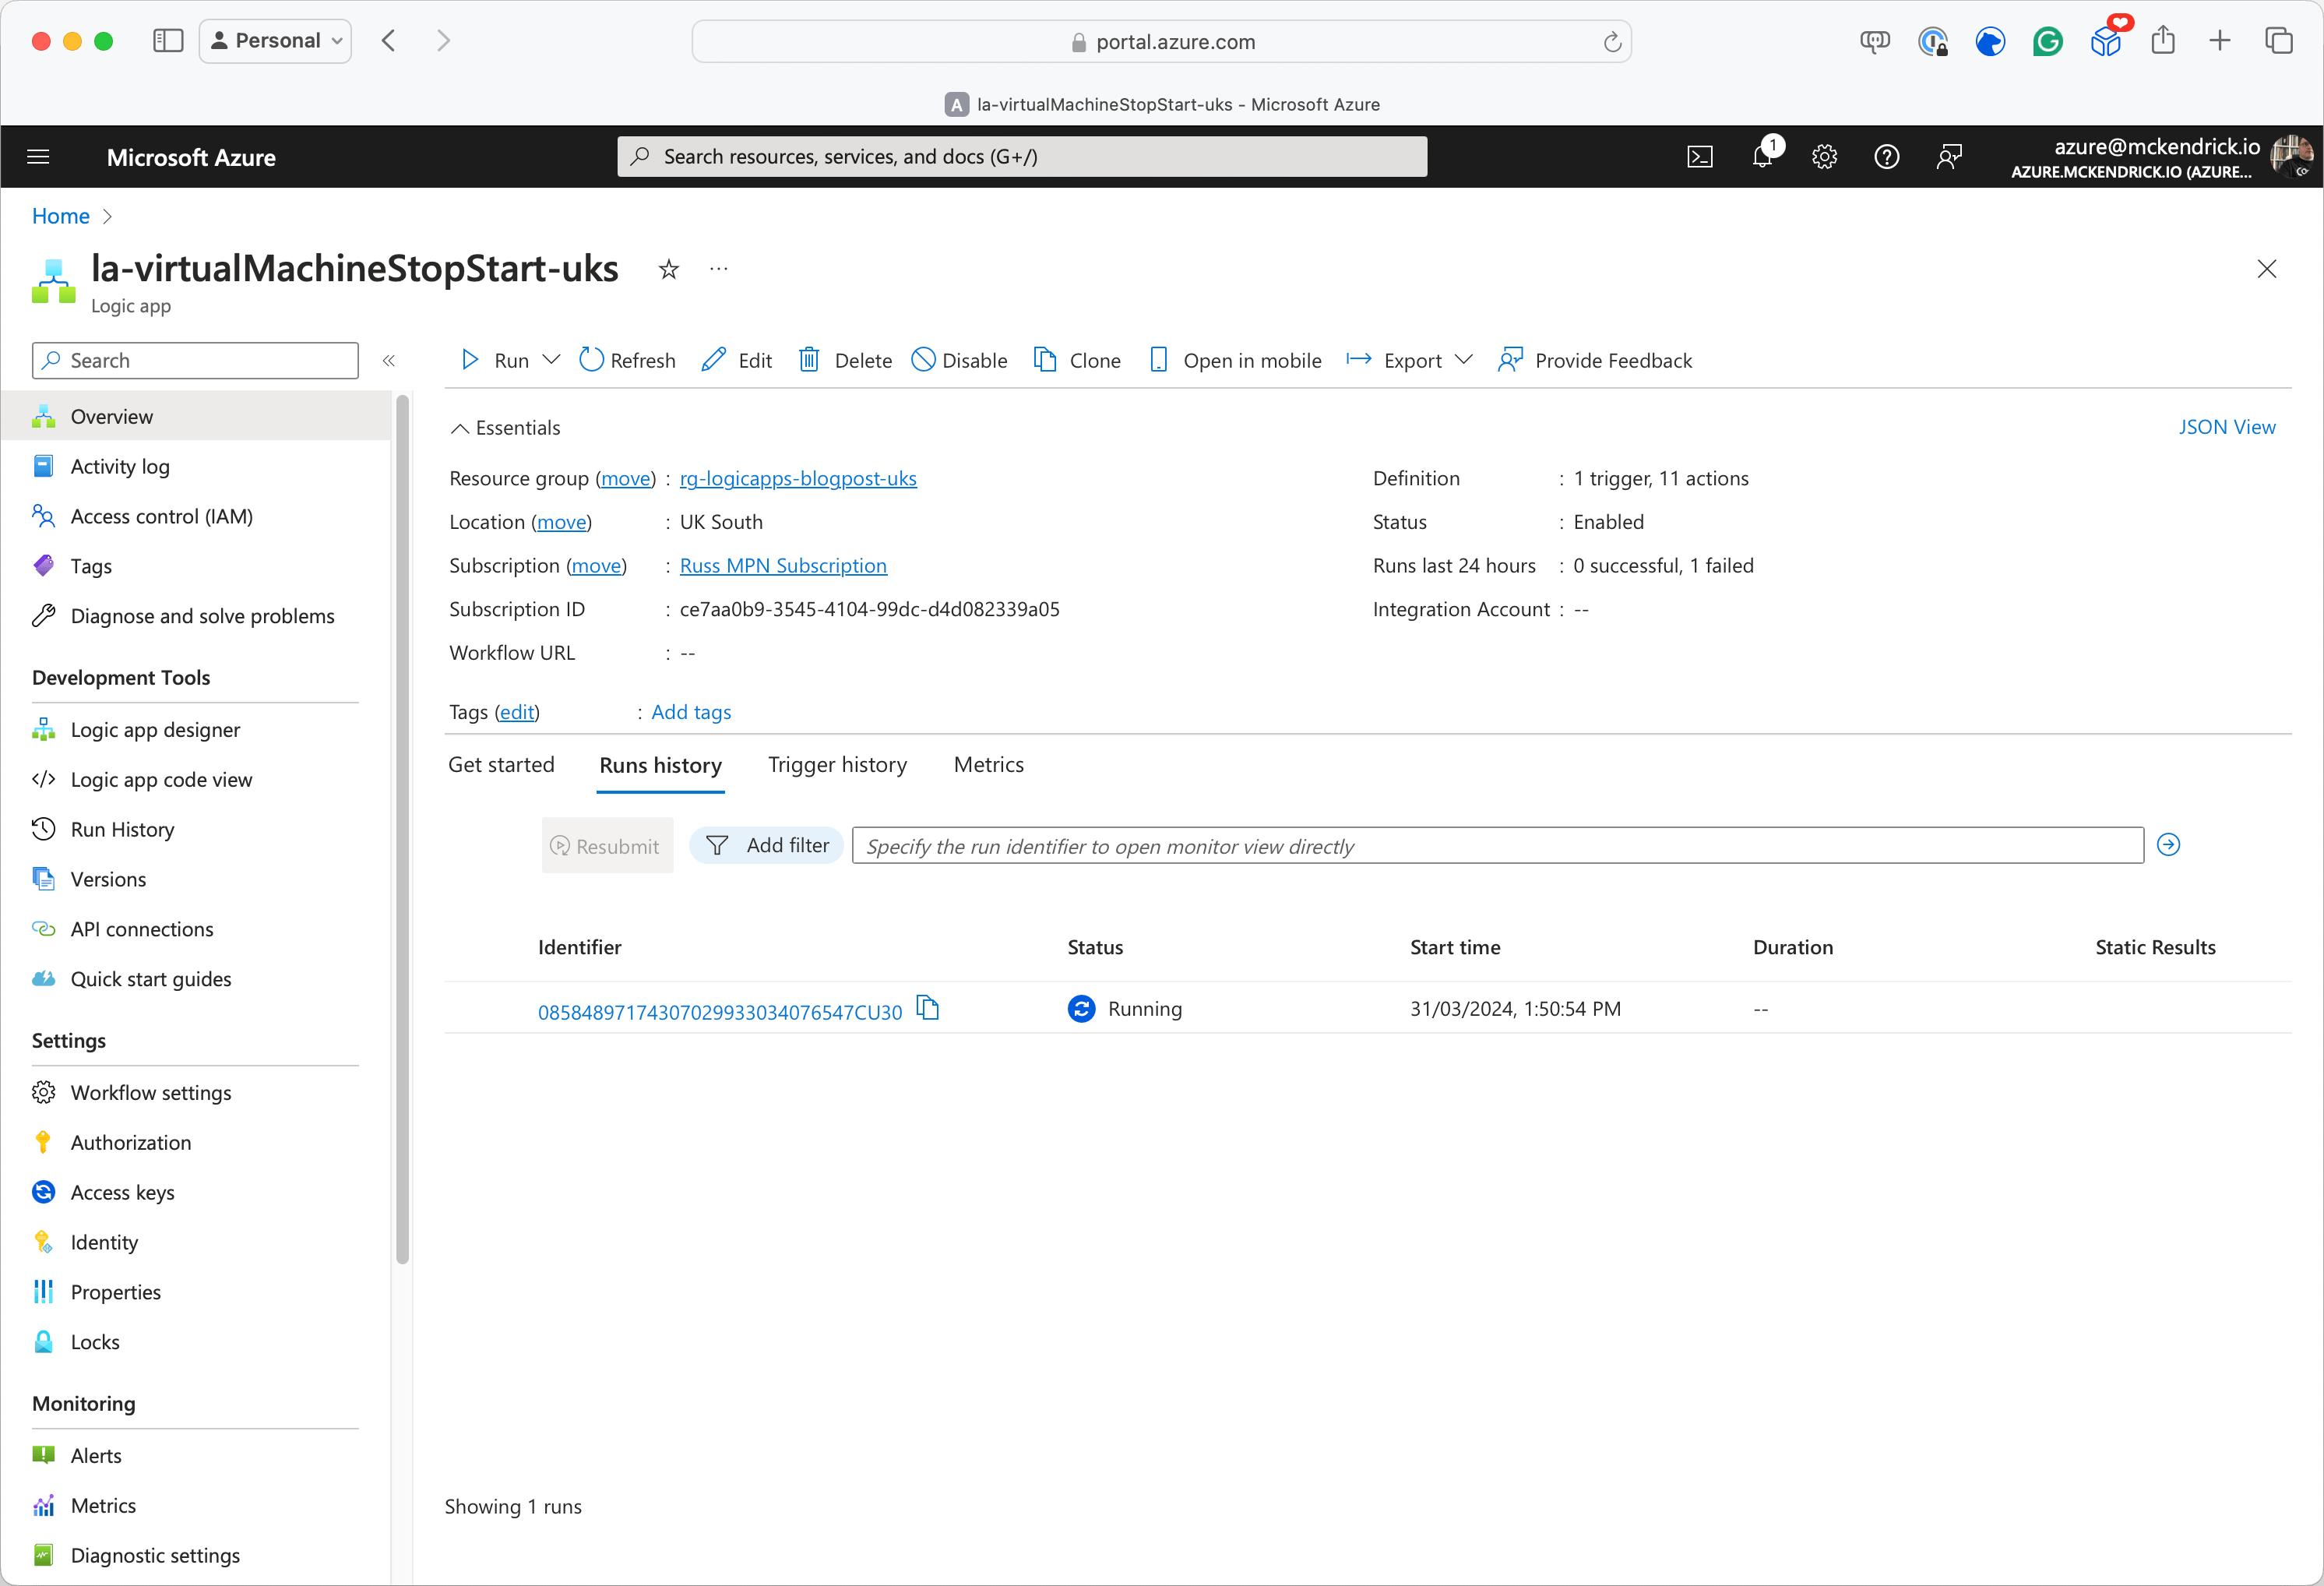 Personal
portal.azure.com
A la-virtualMachineStopStart-uks - Microsoft Azure
Microsoft Azure
Search resources, services, and docs (G+/)
1
azure@mckendrick.io
AZURE.MCKENDRICK.IO (AZURE...
Home
la-virtualMachineStopStart-uks
Logic app
Search
Run
Refresh
Edit
Delete
Disable
Clone
Open in mobile
Export
Provide Feedback
Overview
Activity log
Access control (IAM)
Tags
Diagnose and solve problems
Development Tools
Logic app designer
Logic app code view
Run History
Versions
API connections
Quick start guides
Settings
Workflow settings
Authorization
Access keys
Identity
Properties
Locks
Monitoring
Alerts
Metrics
Diagnostic settings
Essentials
JSON View
Resource group (move) : rg-logicapps-blogpost-uks
Location (move) : UK South
Subscription (move) : Russ MPN Subscription
Subscription ID : ce7aa0b9-3545-4104-99dc-d4d082339a05
Workflow URL : --
Definition : 1 trigger, 11 actions
Status : Enabled
Runs last 24 hours : 0 successful, 1 failed
Integration Account : --
Tags (edit) : Add tags
Get started
Runs history
Trigger history
Metrics
Resubmit
Add filter
Specify the run identifier to open monitor view directly
Identifier Status Start time Duration Static Results
08584897174307029933034076547CU30 Running 31/03/2024, 1:50:54 PM --
Showing 1 runs